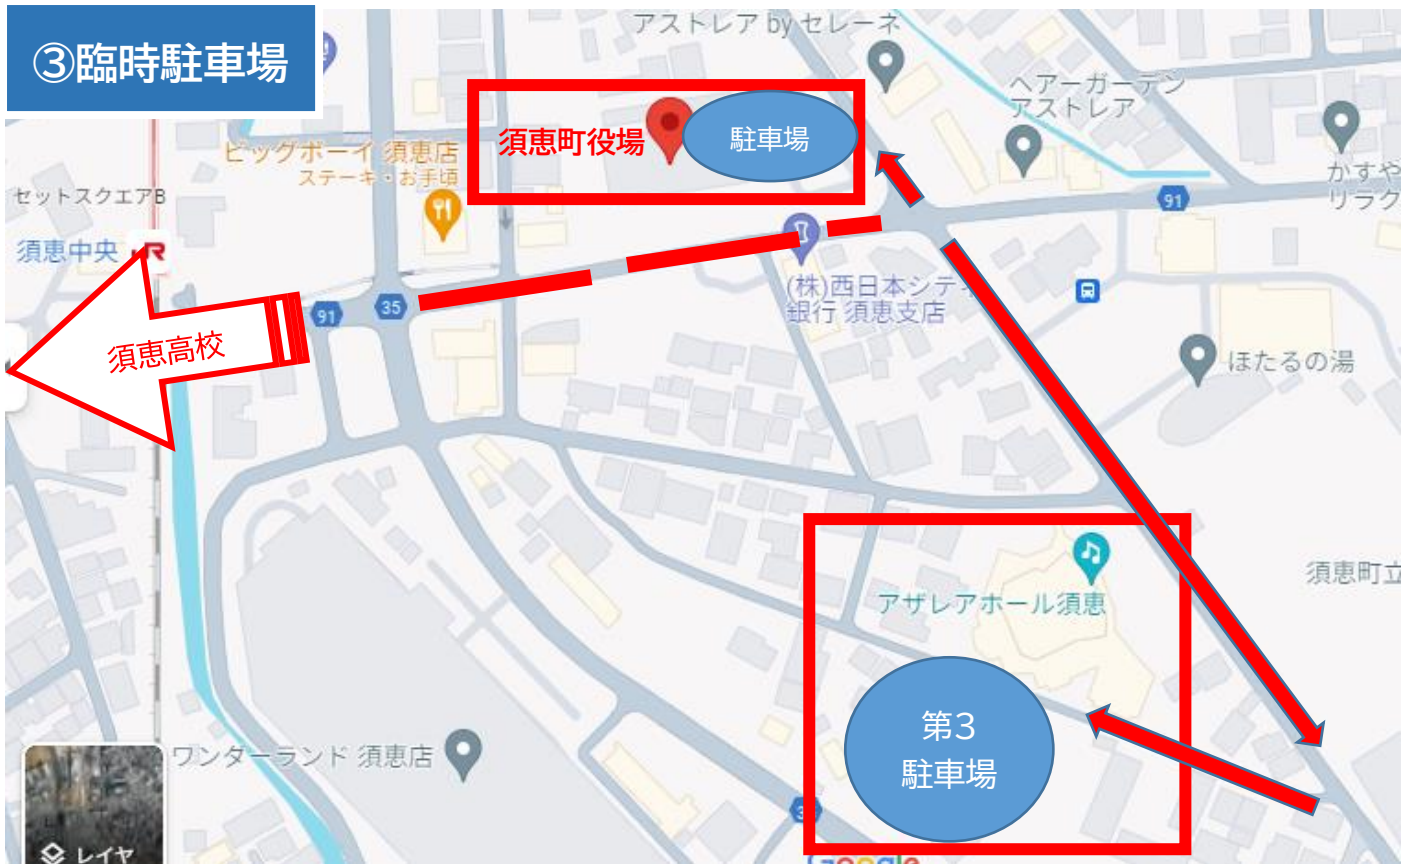 ③臨時駐車場
アストレア by セレーネ
ヘアーガーデン
アストレア
須恵町役場
駐車場
ビッグボーイ 須恵店
ステーキ・お手頃
かすや
リラク
セットスクエアB
91
須恵中央
JR
(株)西日本シティ
銀行 須恵支店
91
35
須恵高校
ほたるの湯
須恵町立
アザレアホール須恵
第3
駐車場
ワンダーランド 須恵店
レイヤ
Google